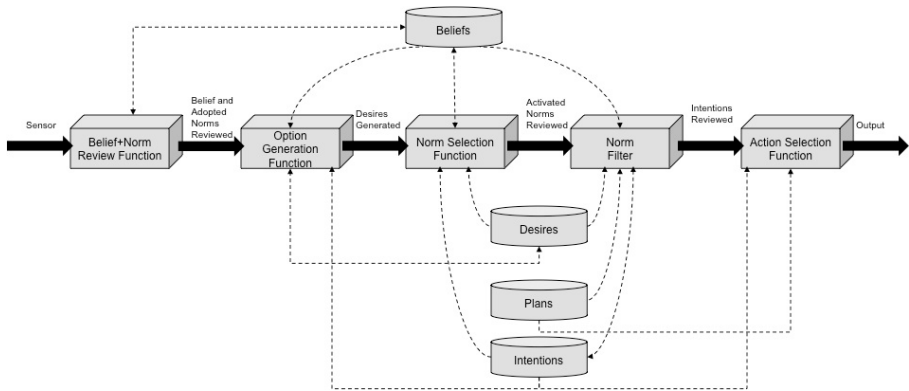 Beliefs
Sensor
Belief+Norm
Review Function
Belief and
Adopted
Norms
Reviewed
Option
Generation
Function
Desires
Generated
Norm Selection
Function
Activated
Norms
Reviewed
Norm
Filter
Intentions
Reviewed
Action Selection
Function
Output
Desires
Plans
Intentions